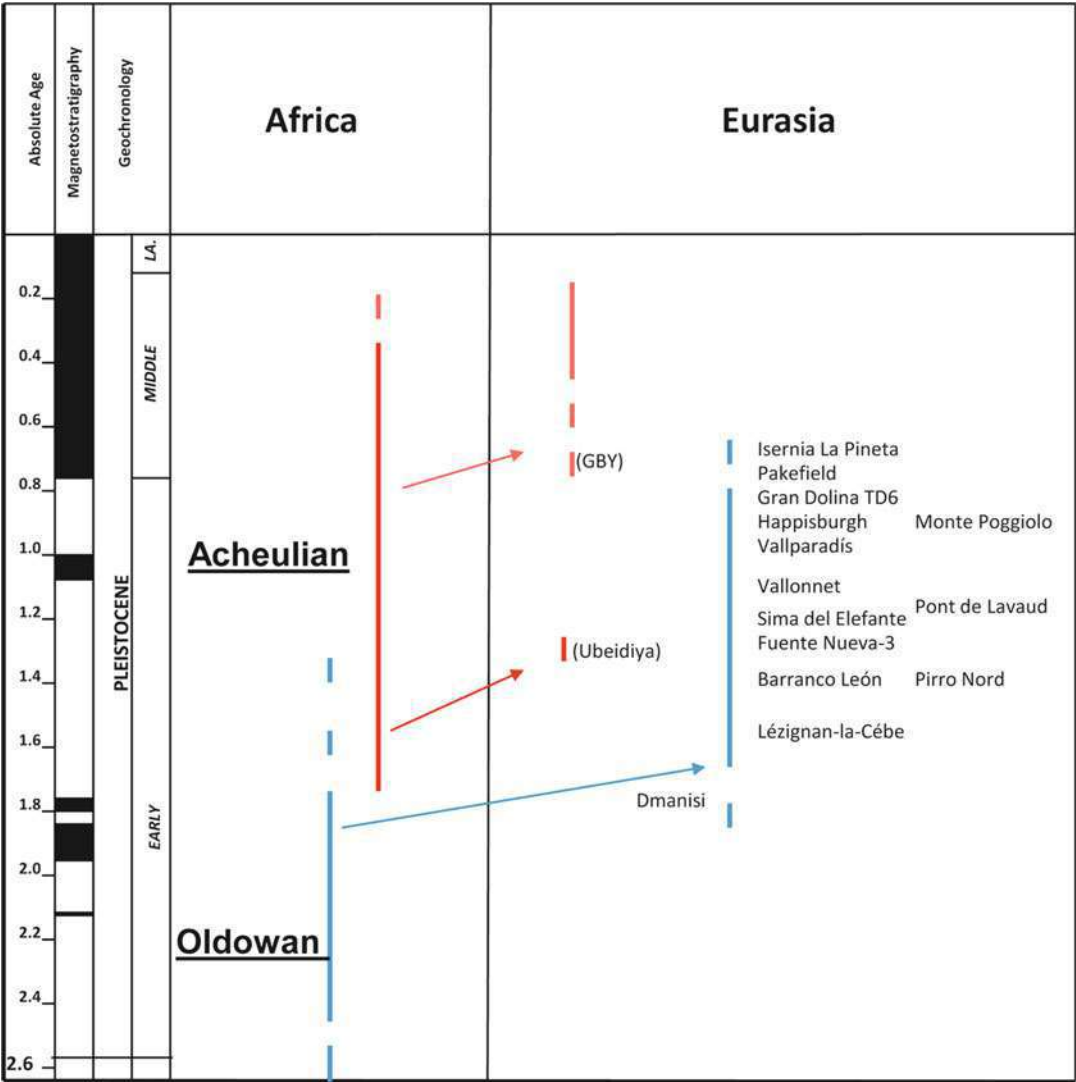 Absolute Age
Magnetostratigraphy
Geochronology
Africa
Eurasia
LA.
MIDDLE
EARLY
PLEISTOCENE
0.2
0.4
0.6
0.8
1.0
1.2
1.4
1.6
1.8
2.0
2.2
2.4
2.6
Acheulian
Oldowan
(GBY)
(Ubeidiya)
Dmanisi
Isernia La Pineta
Pakefield
Gran Dolina TD6
Happisburgh
Monte Poggiolo
Vallparadís
Vallonnet
Pont de Lavaud
Sima del Elefante
Fuente Nueva-3
Barranco León
Pirro Nord
Lézignan-la-Cébe